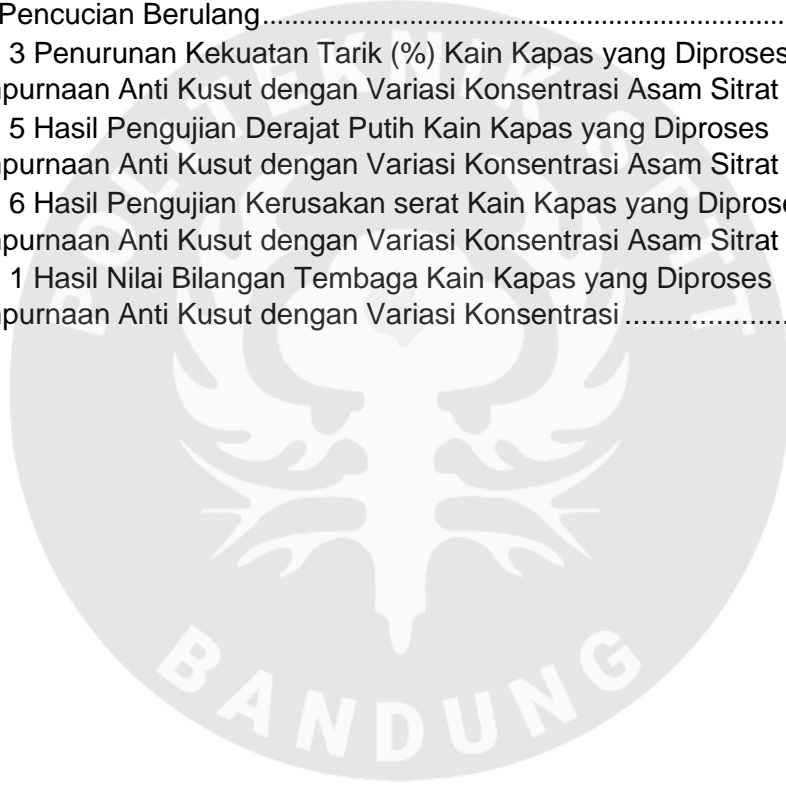 Pencucian Berulang...........................................................................
3 Penurunan Kekuatan Tarik (%) Kain Kapas yang Diproses
purnaan Anti Kusut dengan Variasi Konsentrasi Asam Sitrat
5 Hasil Pengujian Derajat Putih Kain Kapas yang Diproses
purnaan Anti Kusut dengan Variasi Konsentrasi Asam Sitrat
6 Hasil Pengujian Kerusakan serat Kain Kapas yang Diprose
purnaan Anti Kusut dengan Variasi Konsentrasi Asam Sitrat
1 Hasil Nilai Bilangan Tembaga Kain Kapas yang Diproses
purnaan Anti Kusut dengan Variasi Konsentrasi ......................
POLITEKNIK STTT
BANDUNG